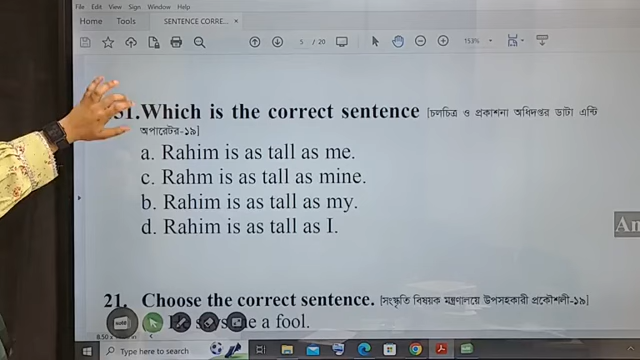 File Edit View Sign Window Help
Home Tools SENTENCE CORRE... ×
5 / 20 153%
31.Which is the correct sentence [চলচিত্র ও প্রকাশনা অধিদপ্তর ডাটা এন্টি
অপারেটর-১৯]
a. Rahim is as tall as me.
c. Rahm is as tall as mine.
b. Rahim is as tall as my.
d. Rahim is as tall as I.
An
21. Choose the correct sentence. [সংস্কৃতি বিষয়ক মন্ত্রণালয়ে উপসহকারী প্রকৌশলী-১৯]
me a fool.
Type here to search